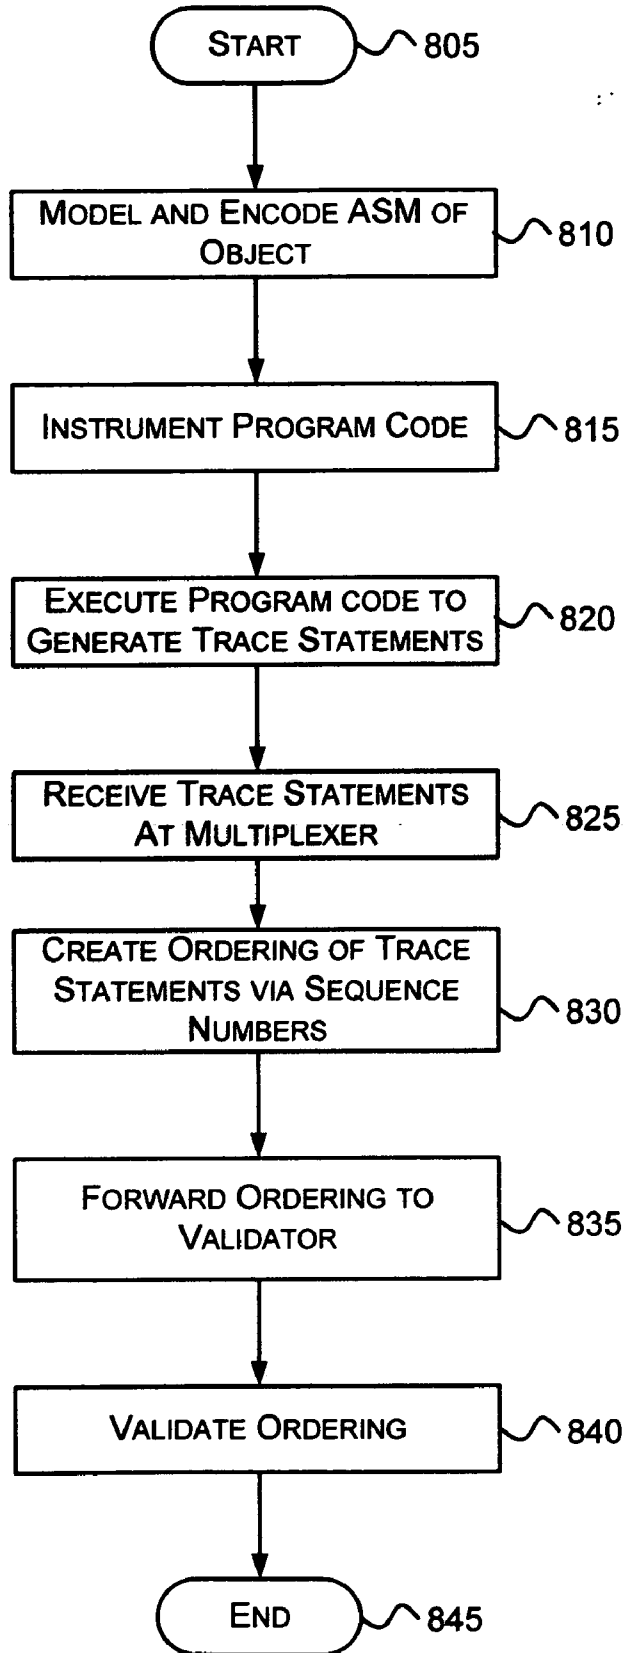 START
805
MODEL AND ENCODE ASM OF
OBJECT
810
INSTRUMENT PROGRAM CODE
815
EXECUTE PROGRAM CODE TO
GENERATE TRACE STATEMENTS
820
RECEIVE TRACE STATEMENTS
AT MULTIPLEXER
825
CREATE ORDERING OF TRACE
STATEMENTS VIA SEQUENCE
NUMBERS
830
FORWARD ORDERING TO
VALIDATOR
835
VALIDATE ORDERING
840
END
845